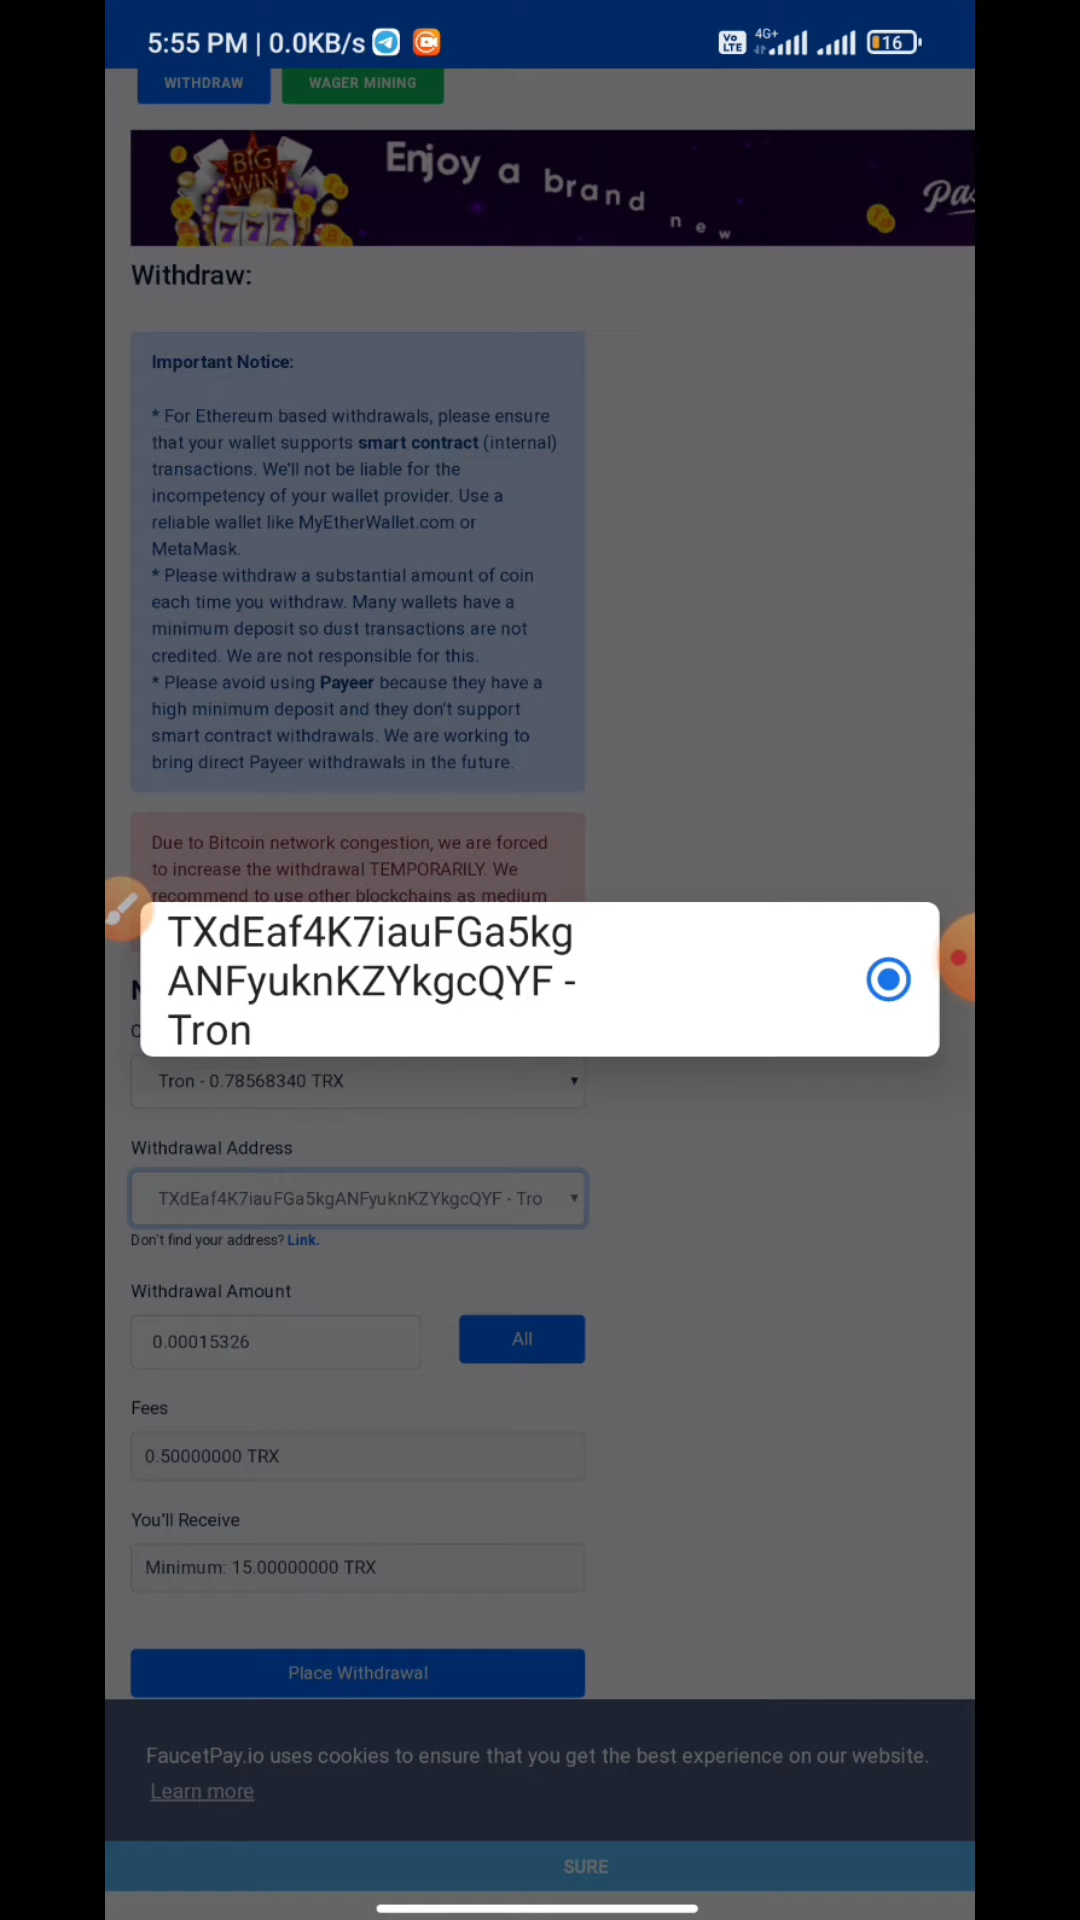 5:55 PM | 0.0KB/s
Vo LTE 4G+ 16
WITHDRAW WAGER MINING
BIG WIN 777 Enjoy a brand new
Withdraw:
Important Notice:
* For Ethereum based withdrawals, please ensure
that your wallet supports smart contract (internal)
transactions. We'll not be liable for the
incompetency of your wallet provider. Use a
reliable wallet like MyEtherWallet.com or
MetaMask.
* Please withdraw a substantial amount of coin
each time you withdraw. Many wallets have a
minimum deposit so dust transactions are not
credited. We are not responsible for this.
* Please avoid using Payeer because they have a
high minimum deposit and they don't support
smart contract withdrawals. We are working to
bring direct Payeer withdrawals in the future.
Due to Bitcoin network congestion, we are forced
to increase the withdrawal TEMPORARILY. We
recommend to use other blockchains as medium
TXdEaf4K7iauFGa5kg
ANFyuknKZYkgcQYF -
Tron
Tron - 0.78568340 TRX
Withdrawal Address
TXdEaf4K7iauFGa5kgANFyuknKZYkgcQYF - Tro
Don't find your address? Link.
Withdrawal Amount
0.00015326 All
Fees
0.50000000 TRX
You'll Receive
Minimum: 15.00000000 TRX
Place Withdrawal
FaucetPay.io uses cookies to ensure that you get the best experience on our website.
Learn more
SURE